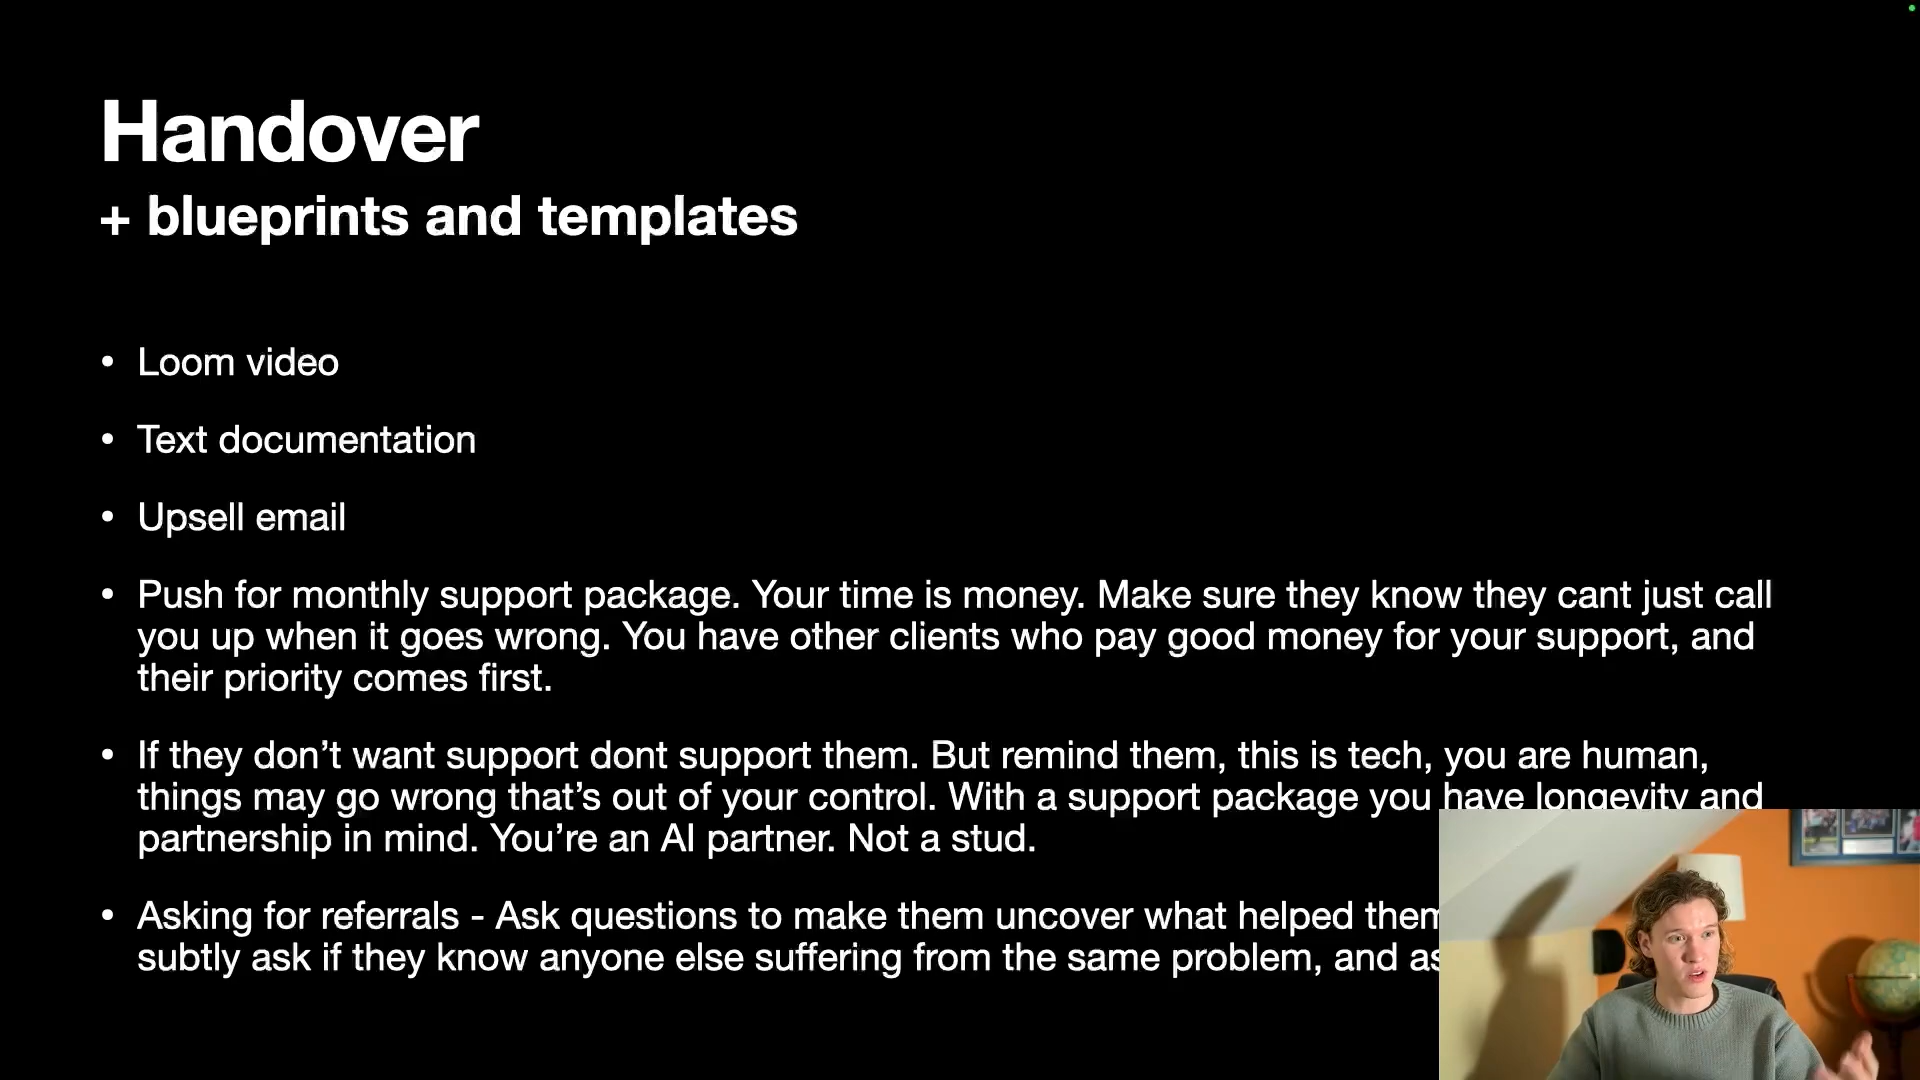 Handover
+ blueprints and templates
• Loom video
• Text documentation
• Upsell email
• Push for monthly support package. Your time is money. Make sure they know they cant just call
you up when it goes wrong. You have other clients who pay good money for your support, and
their priority comes first.
• If they don’t want support dont support them. But remind them, this is tech, you are human,
things may go wrong that’s out of your control. With a support package you have longevity and
partnership in mind. You’re an AI partner. Not a stud.
• Asking for referrals - Ask questions to make them uncover what helped them
subtly ask if they know anyone else suffering from the same problem, and